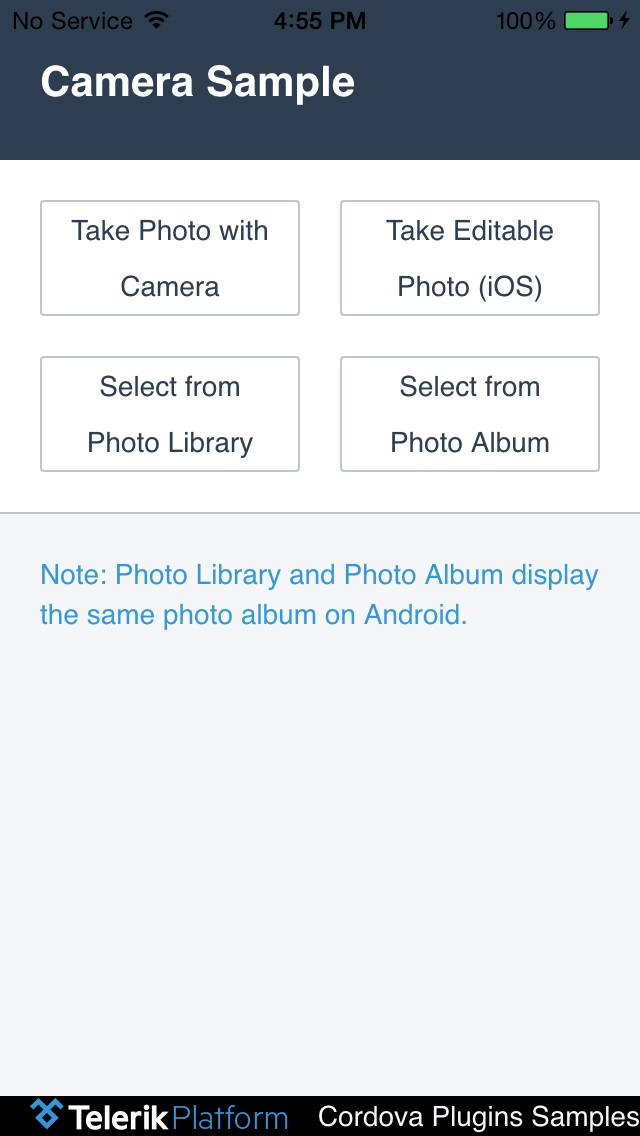 No Service 4:55 PM 100%
Camera Sample
Take Photo with
Camera
Take Editable
Photo (iOS)
Select from
Photo Library
Select from
Photo Album
Note: Photo Library and Photo Album display
the same photo album on Android.
Telerik Platform Cordova Plugins Samples